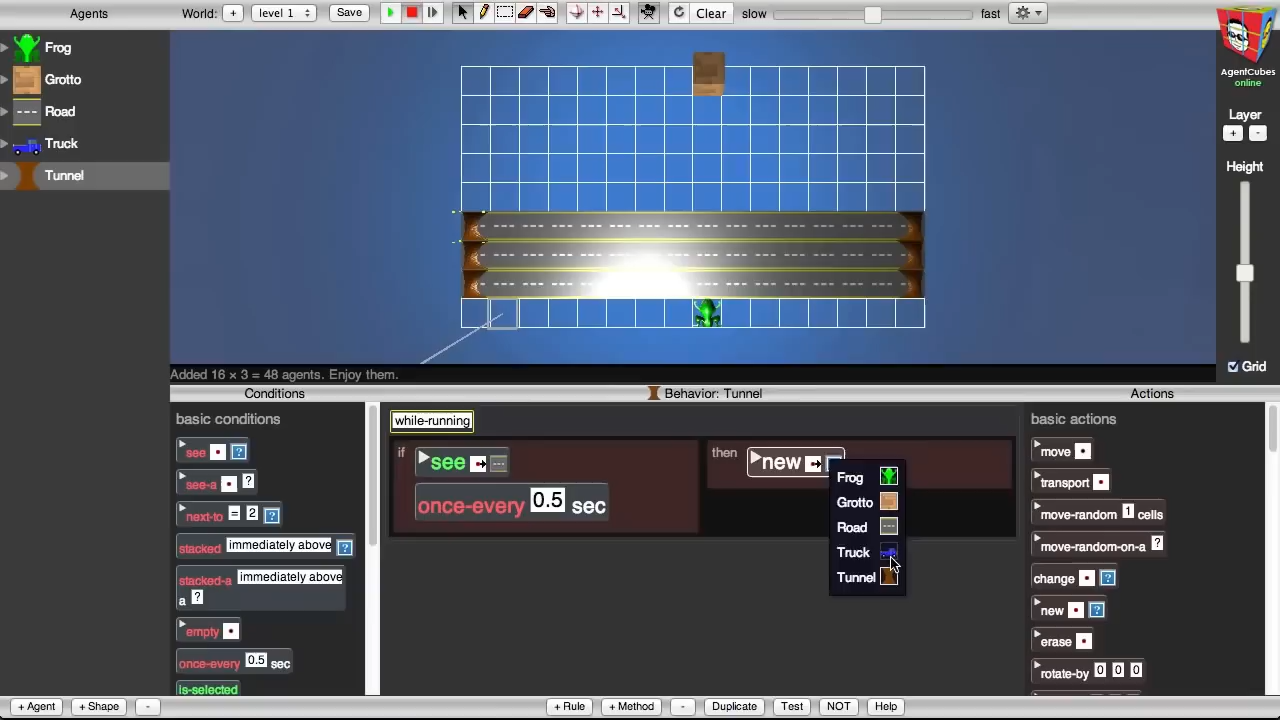 Agents
World: + level 1 Save
slow fast
Clear
Frog
Grotto
Road
Truck
Tunnel
AgentCubes
online
Layer
+ -
Height
Grid
Added 16 × 3 = 48 agents. Enjoy them.
Conditions
Behavior: Tunnel
Actions
basic conditions
see
see-a ?
next-to = 2
stacked immediately above
stacked-a immediately above
a ?
empty
once-every 0.5 sec
is-selected
while-running
if see
once-every 0.5 sec
then new
Frog
Grotto
Road
Truck
Tunnel
basic actions
move
transport
move-random 1 cells
move-random-on-a ?
change
new
erase
rotate-by 0 0 0
+ Agent + Shape -
+ Rule + Method - Duplicate Test NOT Help